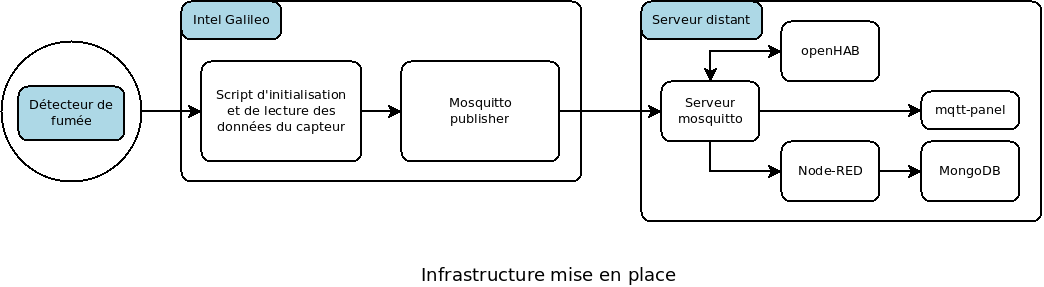 Intel Galileo
Serveur distant
Détecteur de
fumée
Script d'initialisation
et de lecture des
données du capteur
Mosquitto
publisher
Serveur
mosquitto
openHAB
mqtt-panel
Node-RED
MongoDB
Infrastructure mise en place